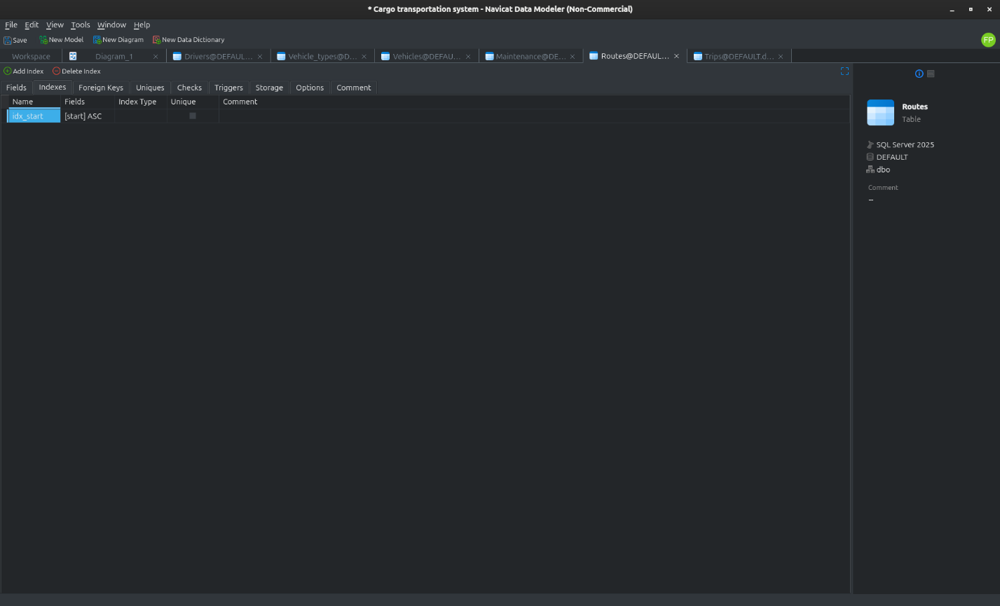 * Cargo transportation system - Navicat Data Modeler (Non-Commercial)
File Edit View Tools Window Help
Save New Model New Diagram New Data Dictionary
FP
Workspace Diagram_1 Drivers@DEFAUL... Vehicle_types@D... Vehicles@DEFAU... Maintenance@DE... Routes@DEFAUL... Trips@DEFAULT.d...
Add Index Delete Index
Fields Indexes Foreign Keys Uniques Checks Triggers Storage Options Comment
Name Fields Index Type Unique Comment
idx_start [start] ASC
Routes
Table
SQL Server 2025
DEFAULT
dbo
Comment
--